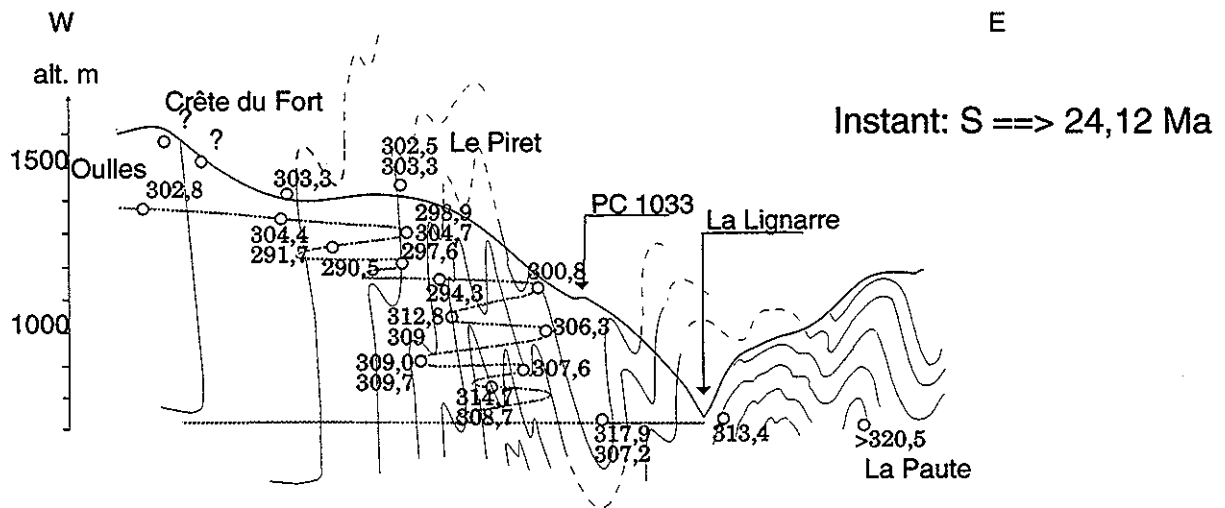 W
E
alt. m
Crête du Fort
?
?
Instant: S ==> 24,12 Ma
302,5
303,3
Le Piret
1500
Oulles
302,8
303,3
298,9
304,7
304,4
291,7
297,6
290,5
PC 1033
La Lignarre
300,8
294,3
312,8
309
1000
306,3
309,0
309,7
307,6
314,7
308,7
317,9
307,2
313,4
>320,5
La Paute